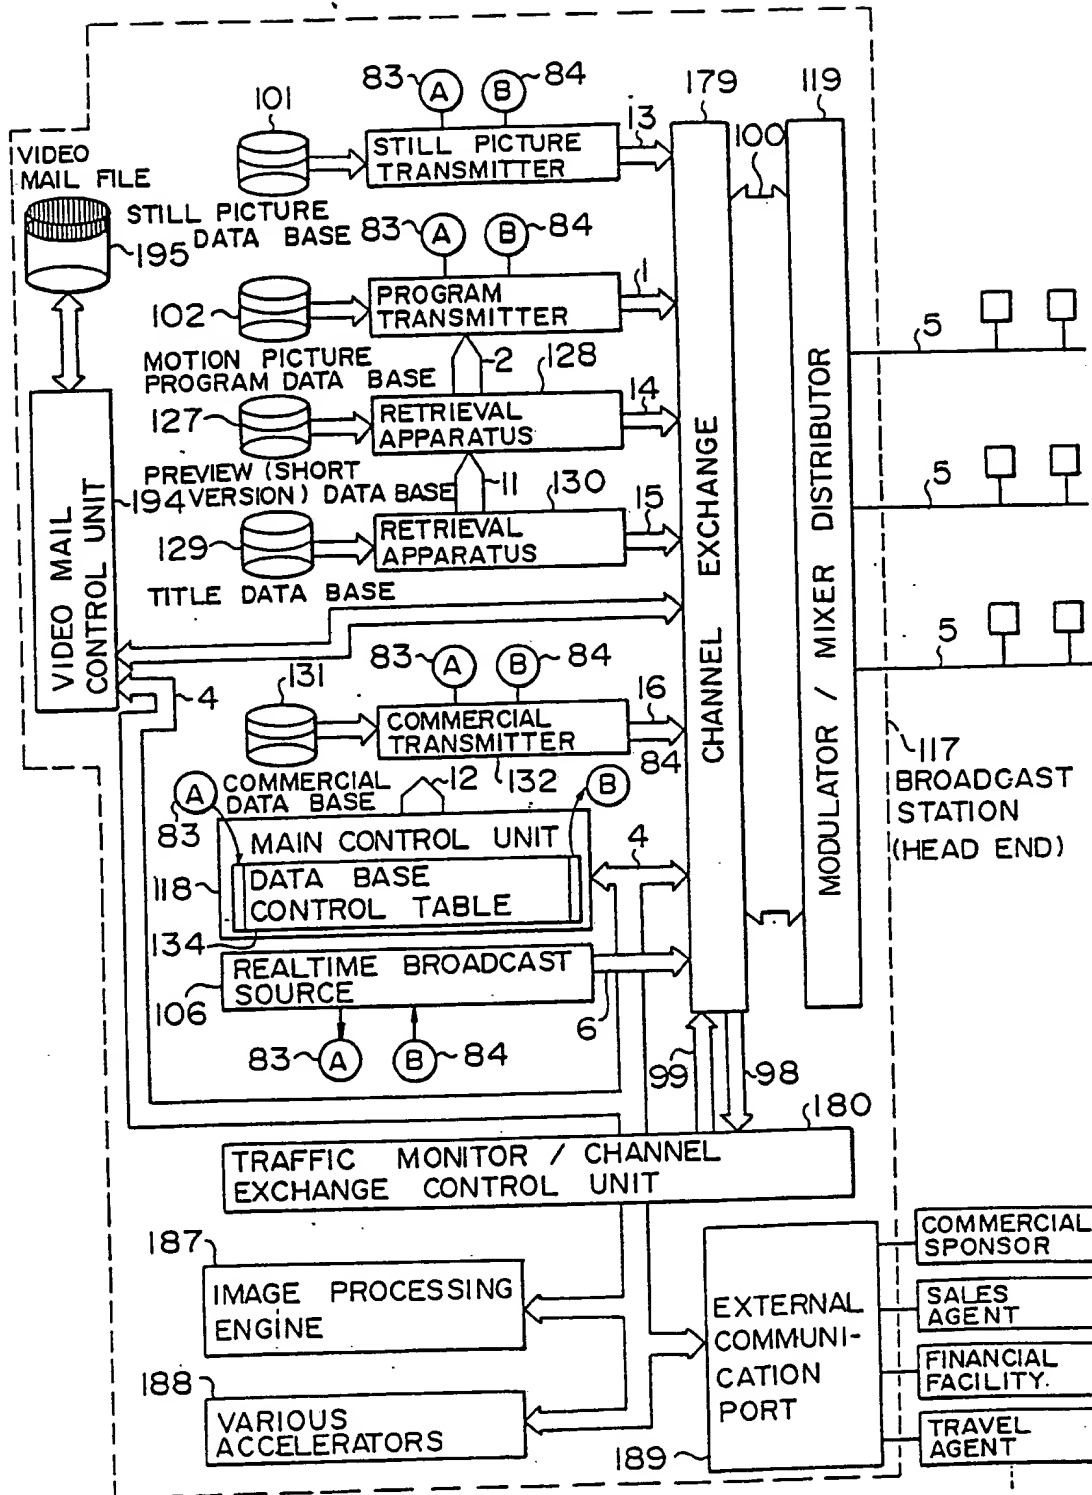 83 A B 84
179
119
101
13
100
STILL PICTURE
TRANSMITTER
VIDEO
MAIL FILE
STILL PICTURE
DATA BASE
195
83 A B 84
1
102
PROGRAM
TRANSMITTER
MOTION PICTURE
PROGRAM DATA BASE
2
128
127
RETRIEVAL
APPARATUS
14
PREVIEW (SHORT
VERSION) DATA BASE
194
11
130
129
RETRIEVAL
APPARATUS
15
TITLE DATA BASE
VIDEO MAIL
CONTROL UNIT
4
CHANNEL EXCHANGE
MODULATOR / MIXER DISTRIBUTOR
5
5
5
83 A B 84
131
COMMERCIAL
TRANSMITTER
16
84
132
COMMERCIAL
DATA BASE
12
A
83
B
117
BROADCAST
STATION
(HEAD END)
MAIN CONTROL UNIT
4
118
DATA BASE
CONTROL TABLE
134
REALTIME BROADCAST
SOURCE
106
6
83 A B 84
99
98
180
TRAFFIC MONITOR / CHANNEL
EXCHANGE CONTROL UNIT
187
IMAGE PROCESSING
ENGINE
188
VARIOUS
ACCELERATORS
EXTERNAL
COMMUNI-
CATION
PORT
189
COMMERCIAL
SPONSOR
SALES
AGENT
FINANCIAL
FACILITY.
TRAVEL
AGENT